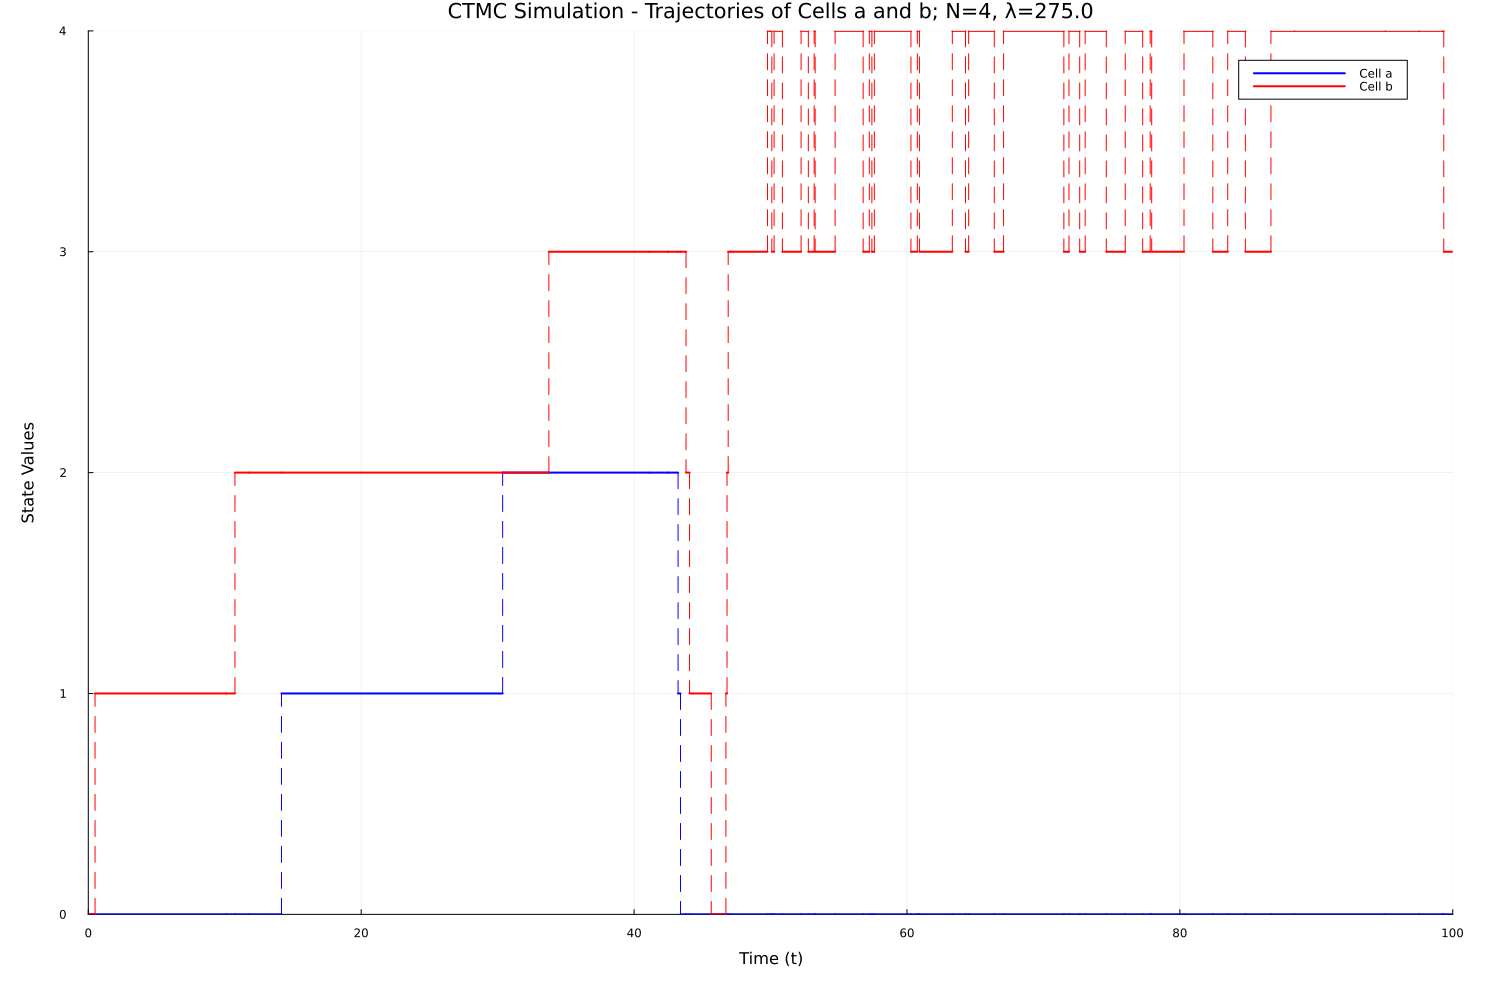 CTMC Simulation - Trajectories of Cells a and b; N=4, λ=275.0
4
Cell a
Cell b
3
State Values
2
1
0
0 20 40 60 80 100
Time (t)